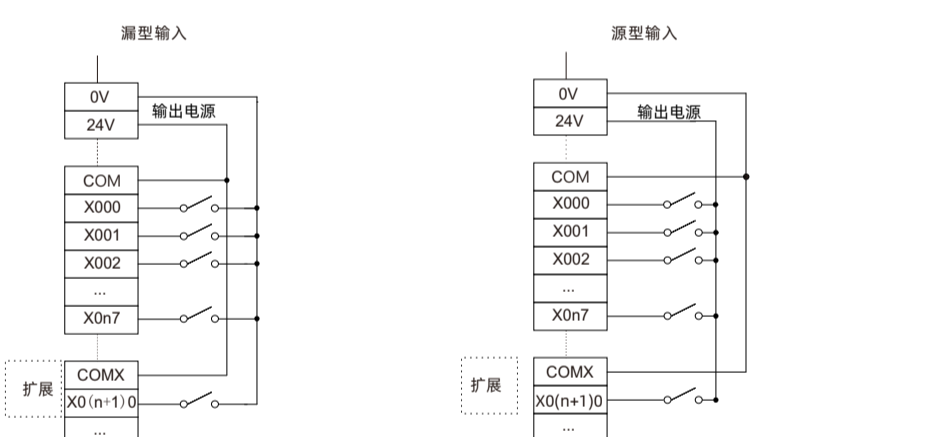 漏型输入
0V
输出电源
24V
COM
X000
X001
X002
...
X0n7
COMX
扩展
X0(n+1)0
...
源型输入
0V
输出电源
24V
COM
X000
X001
X002
...
X0n7
COMX
扩展
X0(n+1)0
...